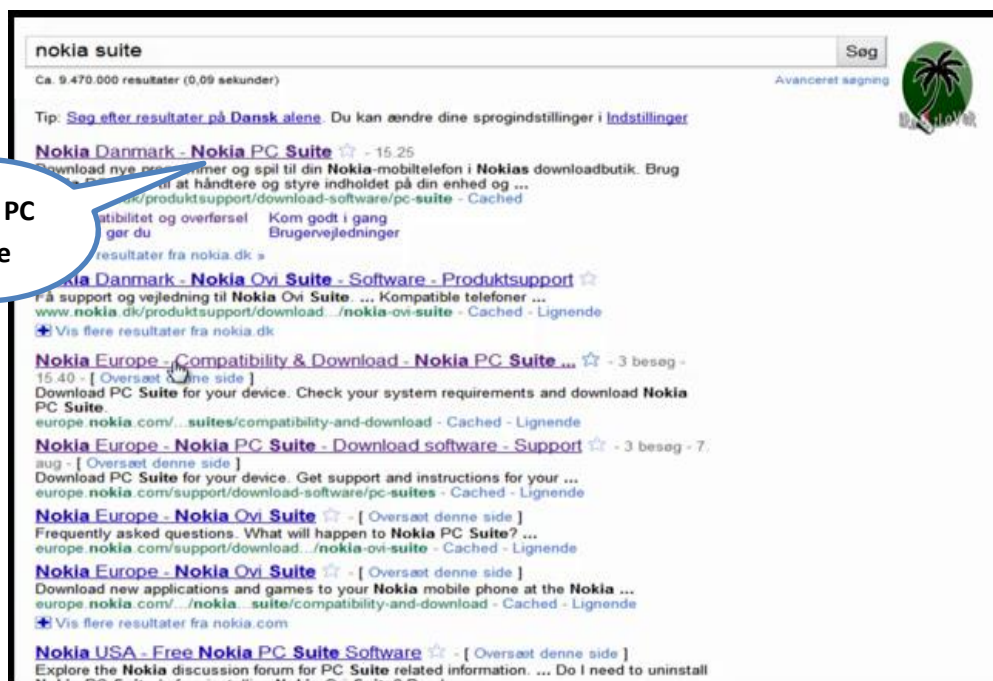 nokia suite
Søg
Ca. 9.470.000 resultater (0,09 sekunder)
Avanceret søgning
Tip: Søg efter resultater på Dansk alene. Du kan ændre dine sprogindstillinger i Indstillinger
Nokia Danmark - Nokia PC Suite - 15.25
Download nye programmer og spil til din Nokia-mobiltelefon i Nokias downloadbutik. Brug
til at håndtere og styre indholdet på din enhed og ...
/produktsupport/download-software/pc-suite - Cached
PC
og overførsel Kom godt i gang
gør du Brugervejledninger
e
resultater fra nokia.dk »
Nokia Danmark - Nokia Ovi Suite - Software - Produktsupport
Få support og vejledning til Nokia Ovi Suite. ... Kompatible telefoner ...
www.nokia.dk/produktsupport/download.../nokia-ovi-suite - Cached - Lignende
Vis flere resultater fra nokia.dk
Nokia Europe - Compatibility & Download - Nokia PC Suite ... - 3 besøg -
15.40 - [ Oversæt denne side ]
Download PC Suite for your device. Check your system requirements and download Nokia
PC Suite.
europe.nokia.com/...suites/compatibility-and-download - Cached - Lignende
Nokia Europe - Nokia PC Suite - Download software - Support - 3 besøg - 7.
aug - [ Oversæt denne side ]
Download PC Suite for your device. Get support and instructions for your ...
europe.nokia.com/support/download-software/pc-suites - Cached - Lignende
Nokia Europe - Nokia Ovi Suite - [ Oversæt denne side ]
Frequently asked questions. What will happen to Nokia PC Suite? ...
europe.nokia.com/support/download.../nokia-ovi-suite - Cached - Lignende
Nokia Europe - Nokia Ovi Suite - [ Oversæt denne side ]
Download new applications and games to your Nokia mobile phone at the Nokia ...
europe.nokia.com/.../nokia...suite/compatibility-and-download - Cached - Lignende
Vis flere resultater fra nokia.com
Nokia USA - Free Nokia PC Suite Software - [ Oversæt denne side ]
Explore the Nokia discussion forum for PC Suite related information. ... Do I need to uninstall